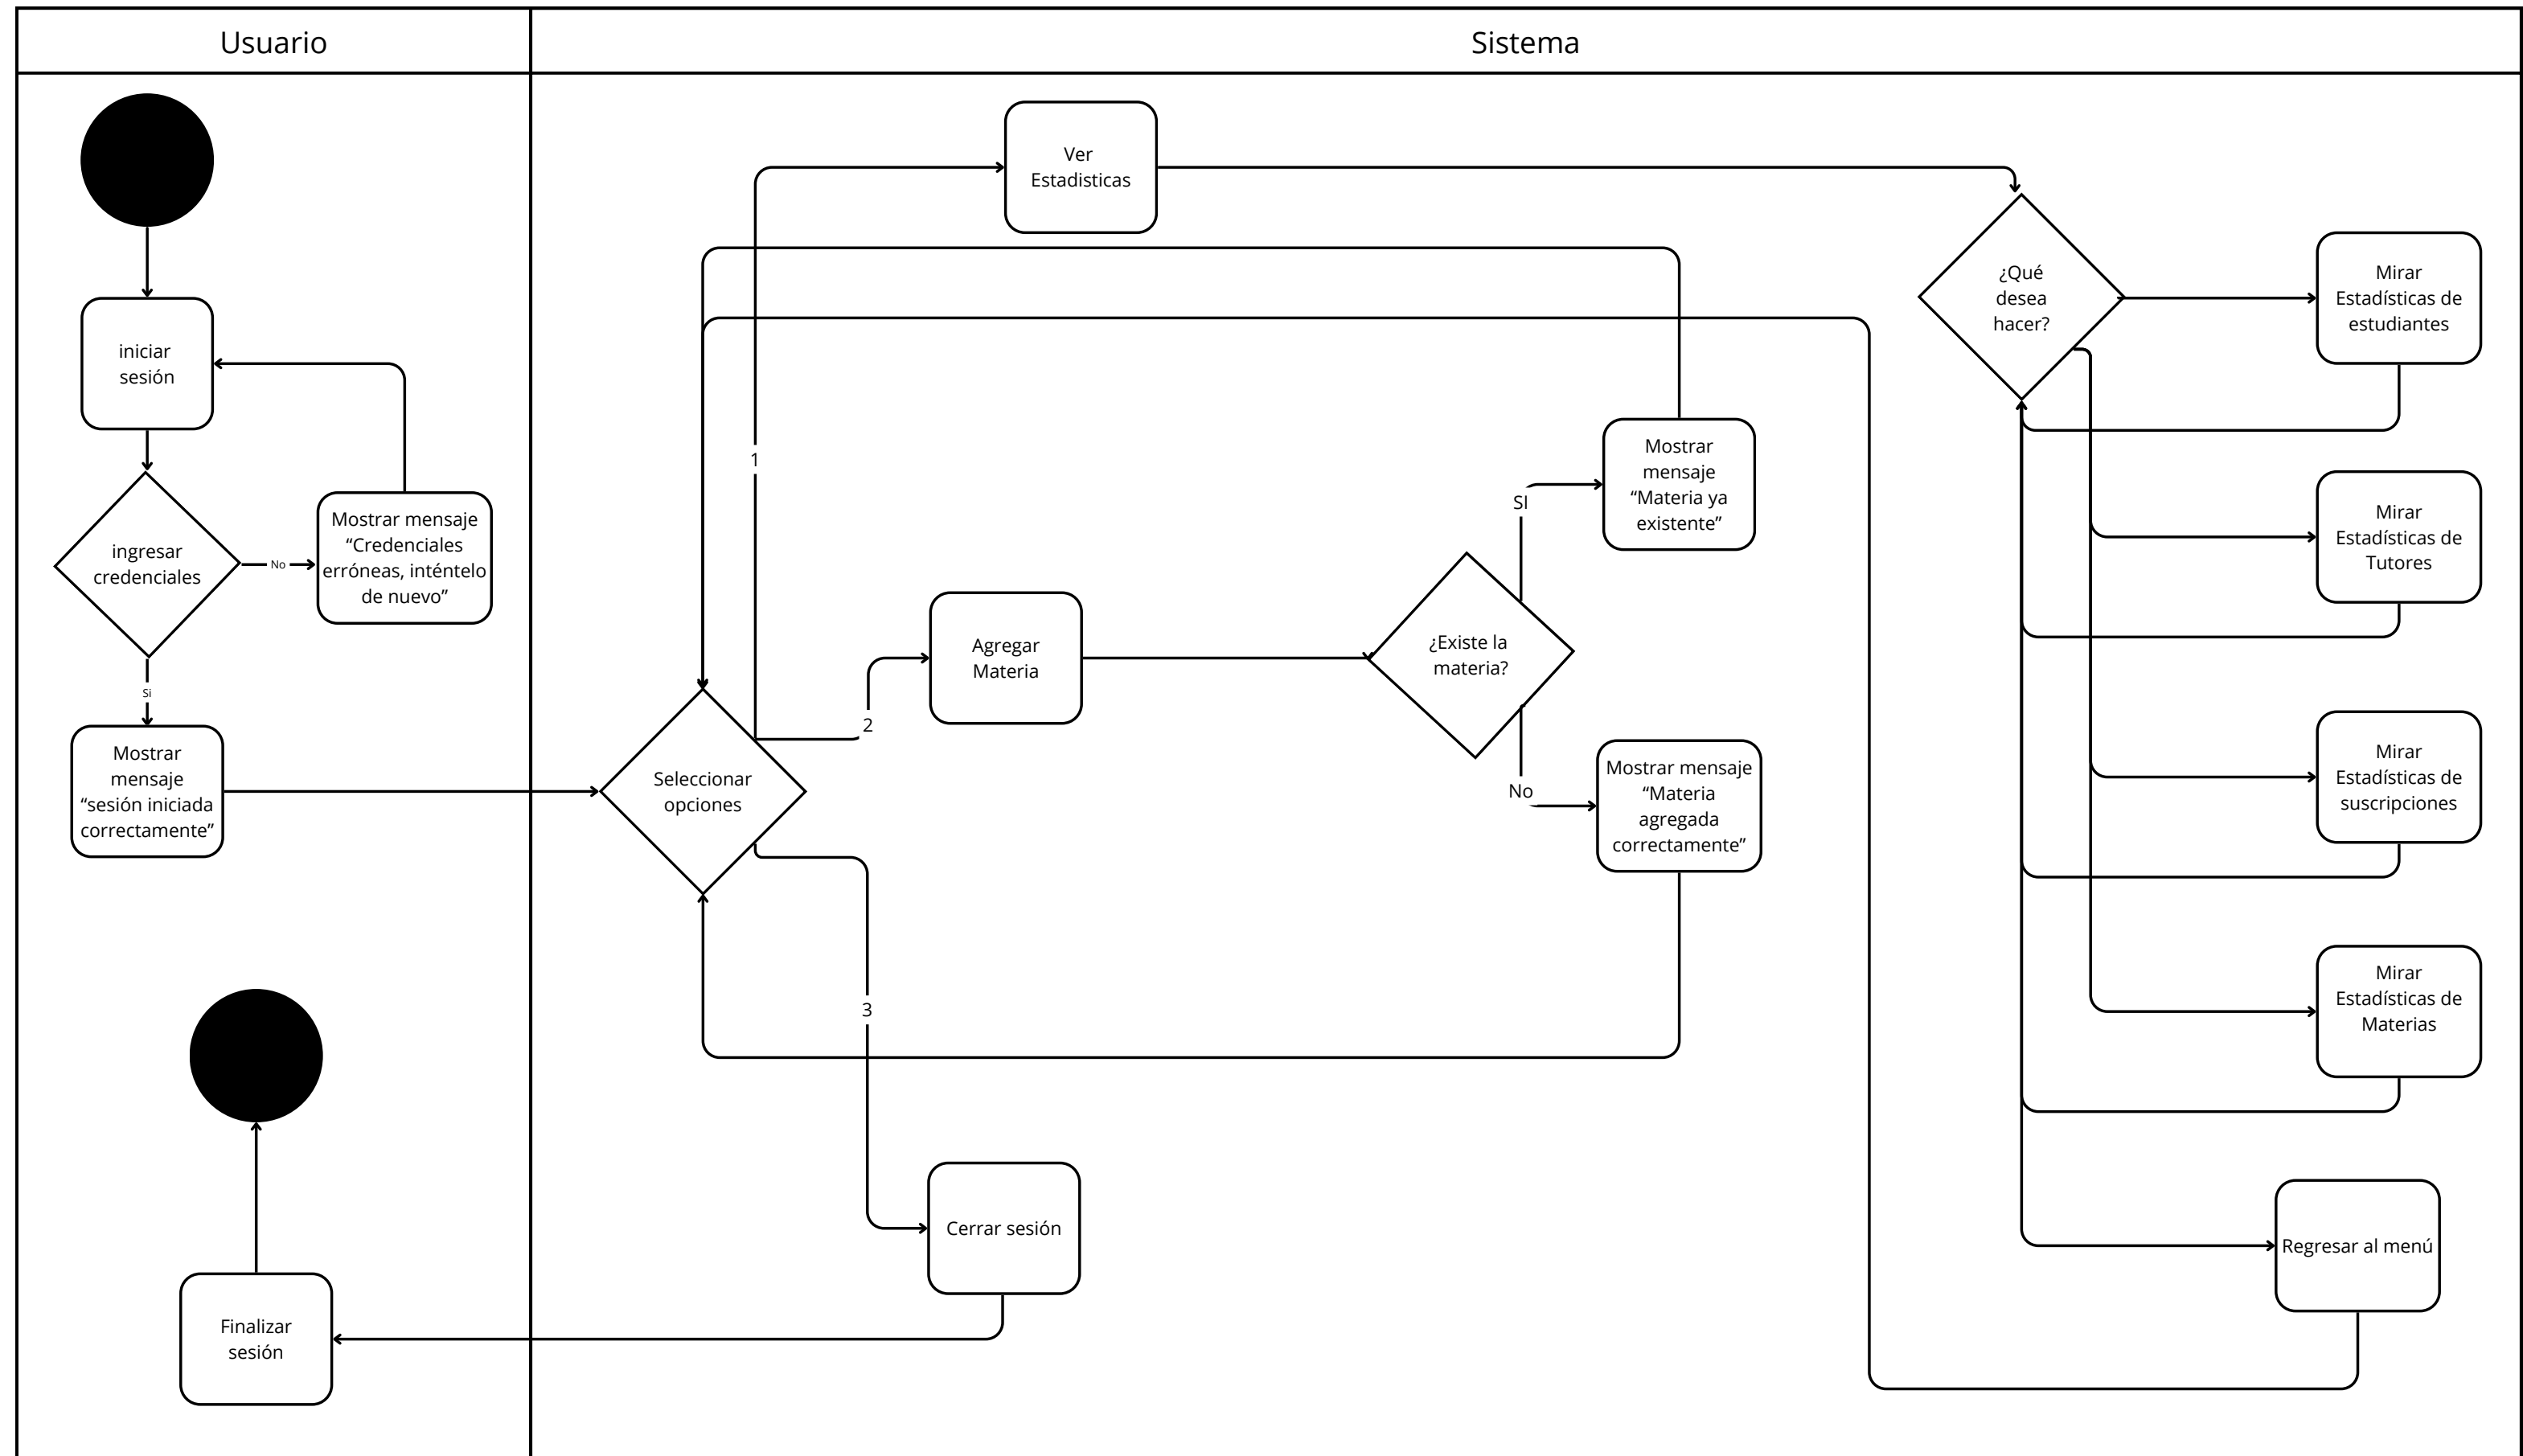 Usuario
Sistema
iniciar
sesión
ingresar
credenciales
No
Mostrar mensaje
“Credenciales
erróneas, inténtelo
de nuevo”
Si
Mostrar
mensaje
“sesión iniciada
correctamente”
Finalizar
sesión
Seleccionar
opciones
1
Ver
Estadisticas
2
Agregar
Materia
¿Existe la
materia?
SI
Mostrar
mensaje
“Materia ya
existente”
No
Mostrar mensaje
“Materia
agregada
correctamente”
3
Cerrar sesión
¿Qué
desea
hacer?
Mirar
Estadísticas de
estudiantes
Mirar
Estadísticas de
Tutores
Mirar
Estadísticas de
suscripciones
Mirar
Estadísticas de
Materias
Regresar al menú